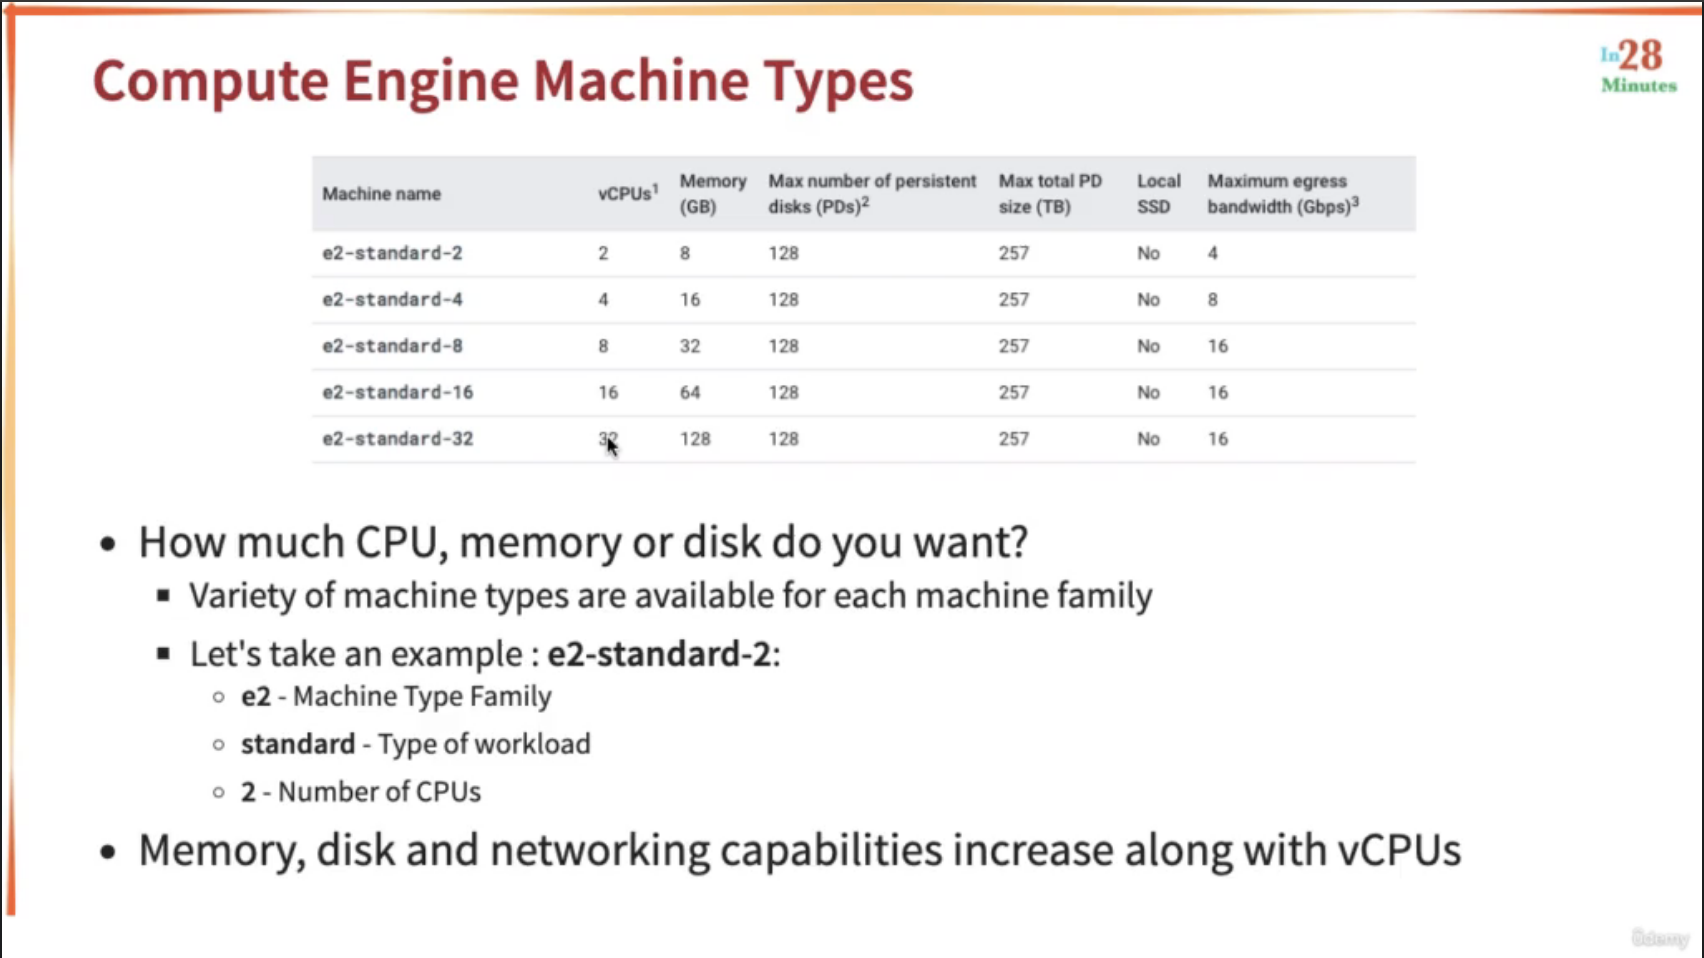 Compute Engine Machine Types
In28
Minutes
Machine name vCPUs1 Memory (GB) Max number of persistent disks (PDs)2 Max total PD size (TB) Local SSD Maximum egress bandwidth (Gbps)3
e2-standard-2 2 8 128 257 No 4
e2-standard-4 4 16 128 257 No 8
e2-standard-8 8 32 128 257 No 16
e2-standard-16 16 64 128 257 No 16
e2-standard-32 32 128 128 257 No 16
• How much CPU, memory or disk do you want?
▪ Variety of machine types are available for each machine family
▪ Let's take an example : e2-standard-2:
○ e2 - Machine Type Family
○ standard - Type of workload
○ 2 - Number of CPUs
• Memory, disk and networking capabilities increase along with vCPUs
ûdemy